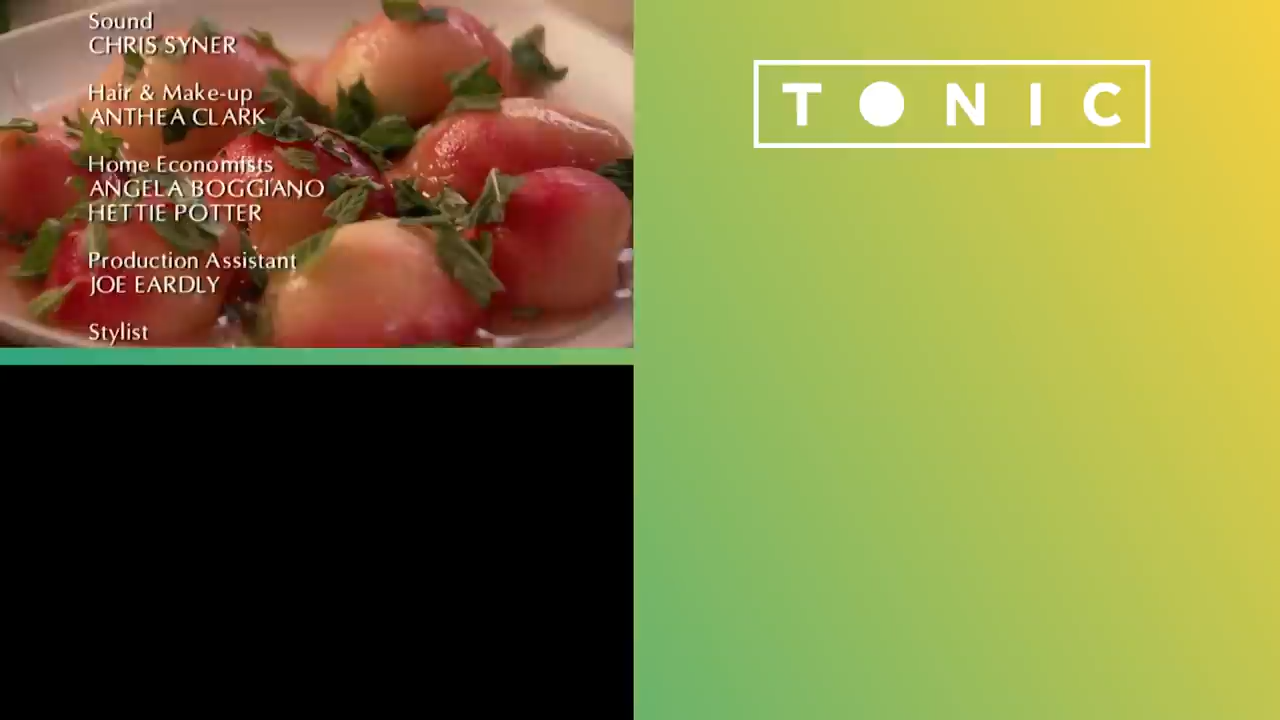 Sound
CHRIS SYNER
Hair & Make-up
ANTHEA CLARK
Home Economists
ANGELA BOGGIANO
HETTIE POTTER
Production Assistant
JOE EARDLY
Stylist
TONIC